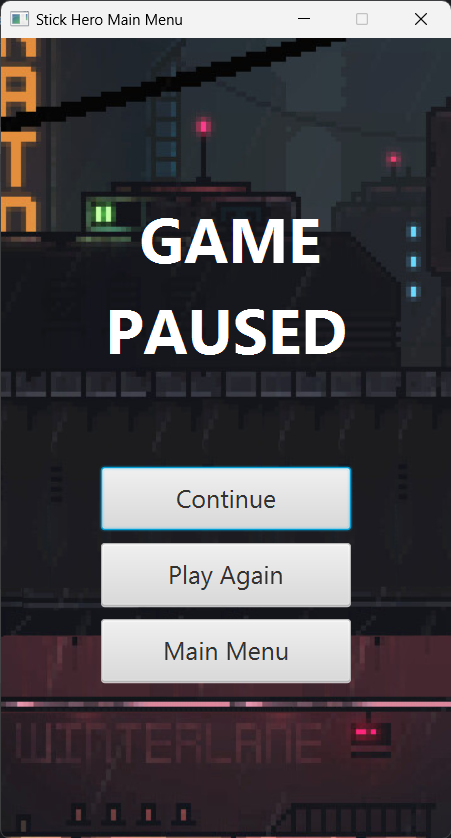 Stick Hero Main Menu
GAME
PAUSED
Continue
Play Again
Main Menu
WINTERLANE